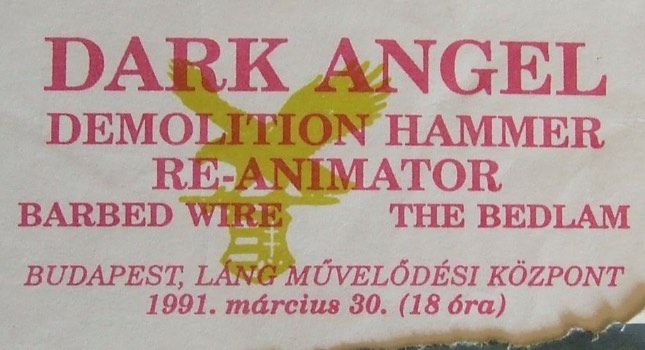 DARK ANGEL
DEMOLITION HAMMER
RE-ANIMATOR
BARBED WIRE THE BEDLAM
BUDAPEST, LÁNG MŰVELŐDÉSI KÖZPONT
1991. március 30. (18 óra)